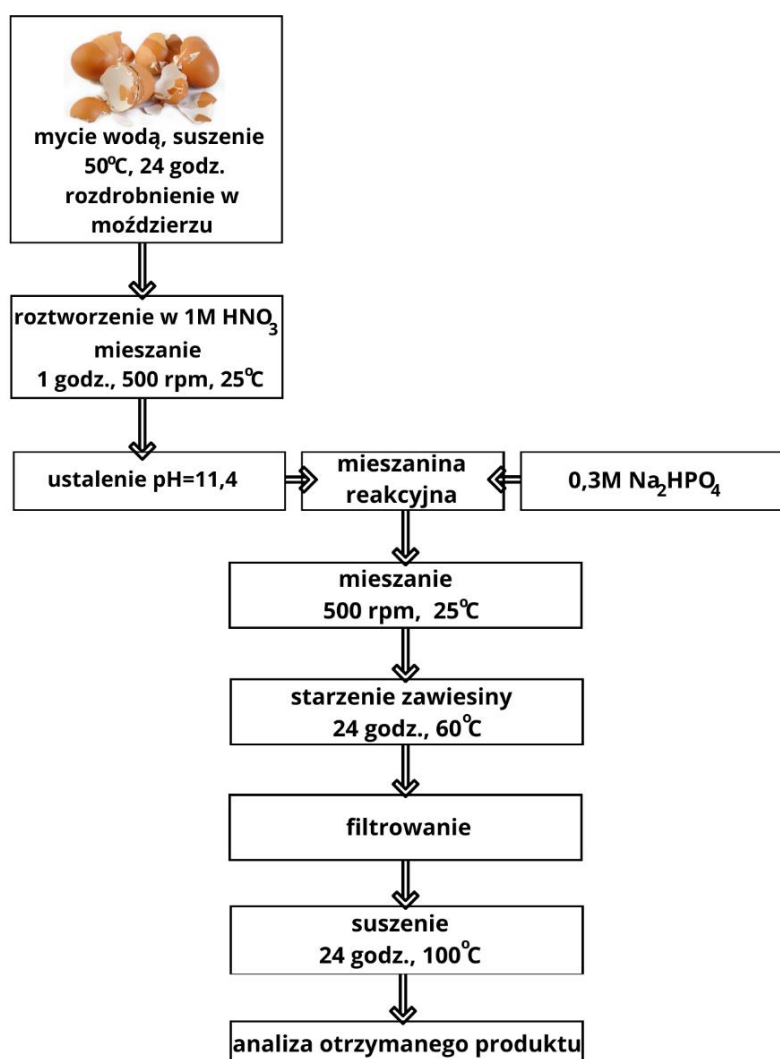 mycie wodą, suszenie
50°C, 24 godz.
rozdrobnienie w
moździerzu
roztworzenie w 1M HNO₃
mieszanie
1 godz., 500 rpm, 25°C
ustalenie pH=11,4
mieszanina
reakcyjna
0,3M Na₂HPO₄
mieszanie
500 rpm, 25°C
starzenie zawiesiny
24 godz., 60°C
filtrowanie
suszenie
24 godz., 100°C
analiza otrzymanego produktu